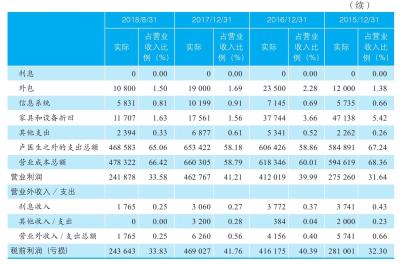 （续）
2018/8/31 2017/12/31 2016/12/31 2015/12/31
实际 占营业收入比例（%） 实际 占营业收入比例（%） 实际 占营业收入比例（%） 实际 占营业收入比例（%）
利息 0 0.00 0 0.00 0 0.00 0 0.00
外包 10 800 1.50 19 000 1.69 23 500 2.28 12 000 1.38
信息系统 5 831 0.81 10 199 0.91 7 145 0.69 5 735 0.66
家具和设备折旧 11 707 1.63 17 561 1.56 37 744 3.66 47 138 5.42
其他支出 2 394 0.33 6 877 0.61 5 341 0.52 2 262 0.26
卢医生之外的支出总额 468 583 65.06 653 422 58.18 606 426 58.86 584 891 67.24
营业成本总额 478 322 66.42 660 305 58.79 618 346 60.01 594 619 68.36
营业利润 241 878 33.58 462 767 41.21 412 019 39.99 275 260 31.64
营业外收入／支出
利息收入 1 765 0.25 3 060 0.27 3 772 0.37 3 741 0.43
其他收入／支出 0 0.00 3 200 0.28 384 0.04 2 000 0.23
营业外收入／支出总额 1 765 0.25 6 260 0.56 4 156 0.40 5 741 0.66
税前利润（亏损） 243 643 33.83 469 027 41.76 416 175 40.39 281 001 32.30